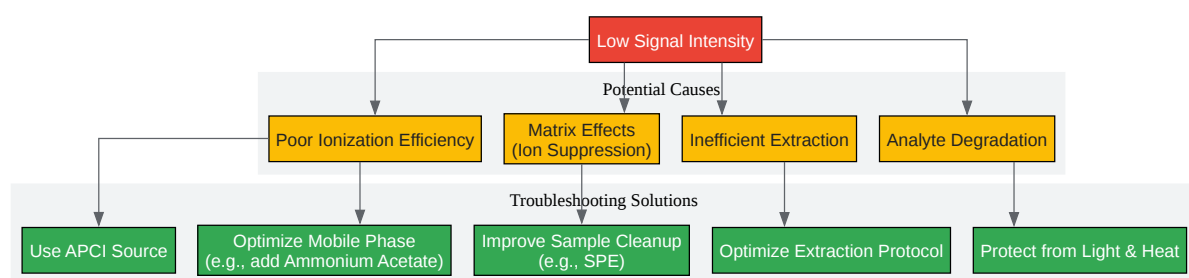 Low Signal Intensity
Potential Causes
Poor Ionization Efficiency
Matrix Effects
(Ion Suppression)
Inefficient Extraction
Analyte Degradation
Troubleshooting Solutions
Use APCI Source
Optimize Mobile Phase
(e.g., add Ammonium Acetate)
Improve Sample Cleanup
(e.g., SPE)
Optimize Extraction Protocol
Protect from Light & Heat